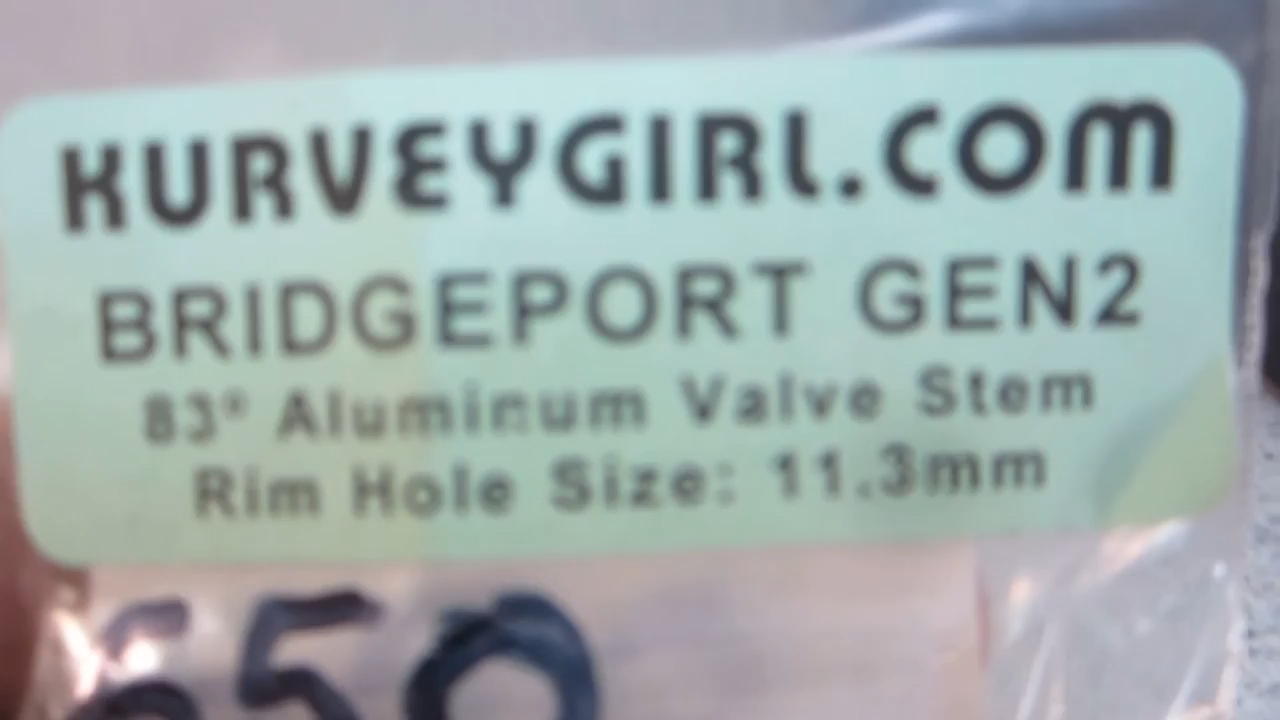 KURVEYGIRL.COM
BRIDGEPORT GEN2
83° Aluminum Valve Stem
Rim Hole Size: 11.3mm